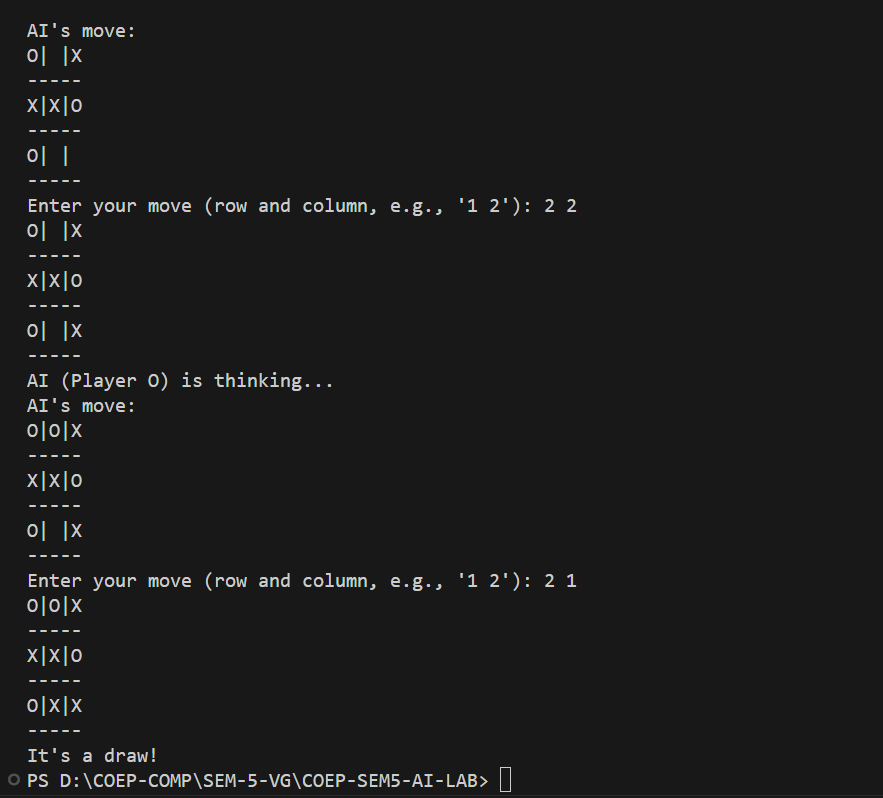 AI's move:
O| |X
-----
X|X|O
-----
O| |
-----
Enter your move (row and column, e.g., '1 2'): 2 2
O| |X
-----
X|X|O
-----
O| |X
-----
AI (Player O) is thinking...
AI's move:
O|O|X
-----
X|X|O
-----
O| |X
-----
Enter your move (row and column, e.g., '1 2'): 2 1
O|O|X
-----
X|X|O
-----
O|X|X
-----
It's a draw!
PS D:\COEP-COMP\SEM-5-VG\COEP-SEM5-AI-LAB>